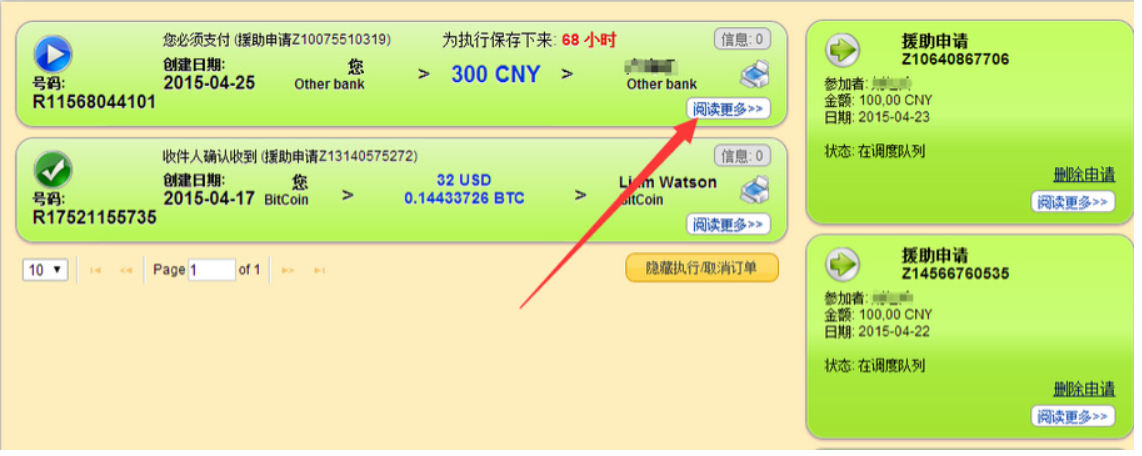 您必须支付 (援助申请Z10075510319)
为执行保存下来: 68 小时
信息: 0
号码:
R11568044101
创建日期:
2015-04-25
您
Other bank
>
300 CNY
>
Other bank
阅读更多>>
收件人确认收到 (援助申请Z13140575272)
信息: 0
号码:
R17521155735
创建日期:
2015-04-17
您
BitCoin
>
32 USD
0.14433726 BTC
>
Watson
阅读更多>>
10
Page 1 of 1
隐藏执行/取消订单
援助申请
Z10640867706
参加者:
金额: 100,00 CNY
日期: 2015-04-23
状态: 在调度队列
删除申请
阅读更多>>
援助申请
Z14566760535
参加者:
金额: 100,00 CNY
日期: 2015-04-22
状态: 在调度队列
删除申请
阅读更多>>